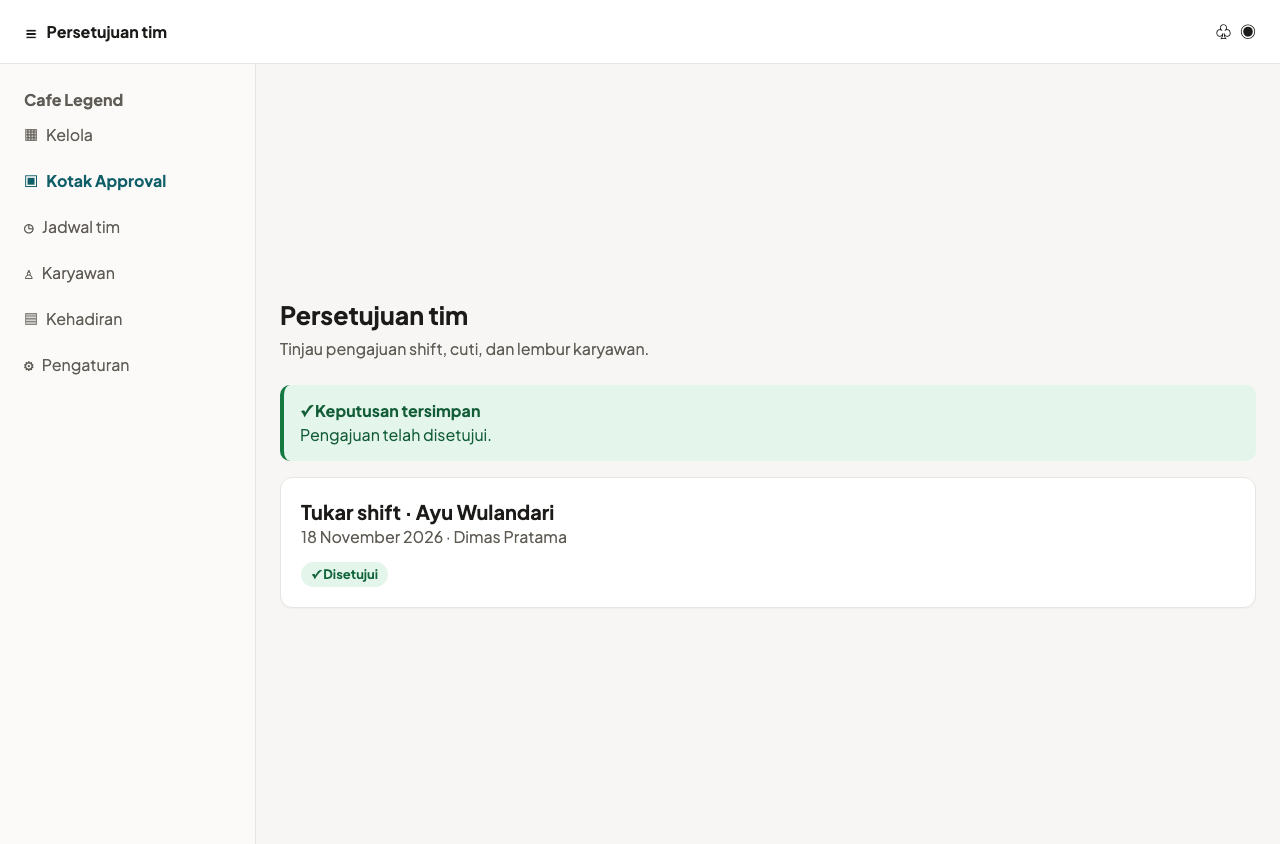 ≡ Persetujuan tim
Cafe Legend
Kelola
Kotak Approval
Jadwal tim
Karyawan
Kehadiran
Pengaturan
Persetujuan tim
Tinjau pengajuan shift, cuti, dan lembur karyawan.
✓Keputusan tersimpan
Pengajuan telah disetujui.
Tukar shift · Ayu Wulandari
18 November 2026 · Dimas Pratama
✓Disetujui